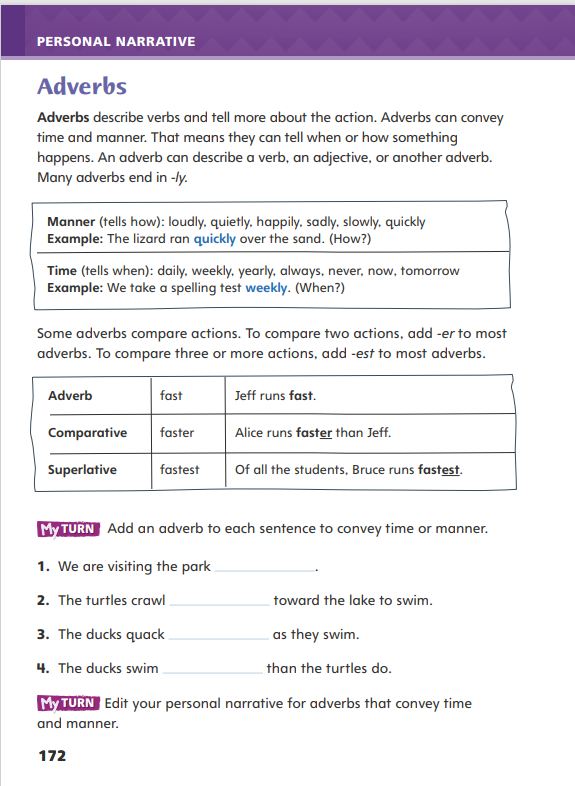 PERSONAL NARRATIVE
Adverbs
Adverbs describe verbs and tell more about the action. Adverbs can convey
time and manner. That means they can tell when or how something
happens. An adverb can describe a verb, an adjective, or another adverb.
Many adverbs end in -ly.
Manner (tells how): loudly, quietly, happily, sadly, slowly, quickly
Example: The lizard ran quickly over the sand. (How?)
Time (tells when): daily, weekly, yearly, always, never, now, tomorrow
Example: We take a spelling test weekly. (When?)
Some adverbs compare actions. To compare two actions, add -er to most
adverbs. To compare three or more actions, add -est to most adverbs.
Adverb fast Jeff runs fast.
Comparative faster Alice runs faster than Jeff.
Superlative fastest Of all the students, Bruce runs fastest.
My TURN Add an adverb to each sentence to convey time or manner.
1. We are visiting the park ________.
2. The turtles crawl ________ toward the lake to swim.
3. The ducks quack ________ as they swim.
4. The ducks swim ________ than the turtles do.
My TURN Edit your personal narrative for adverbs that convey time
and manner.
172